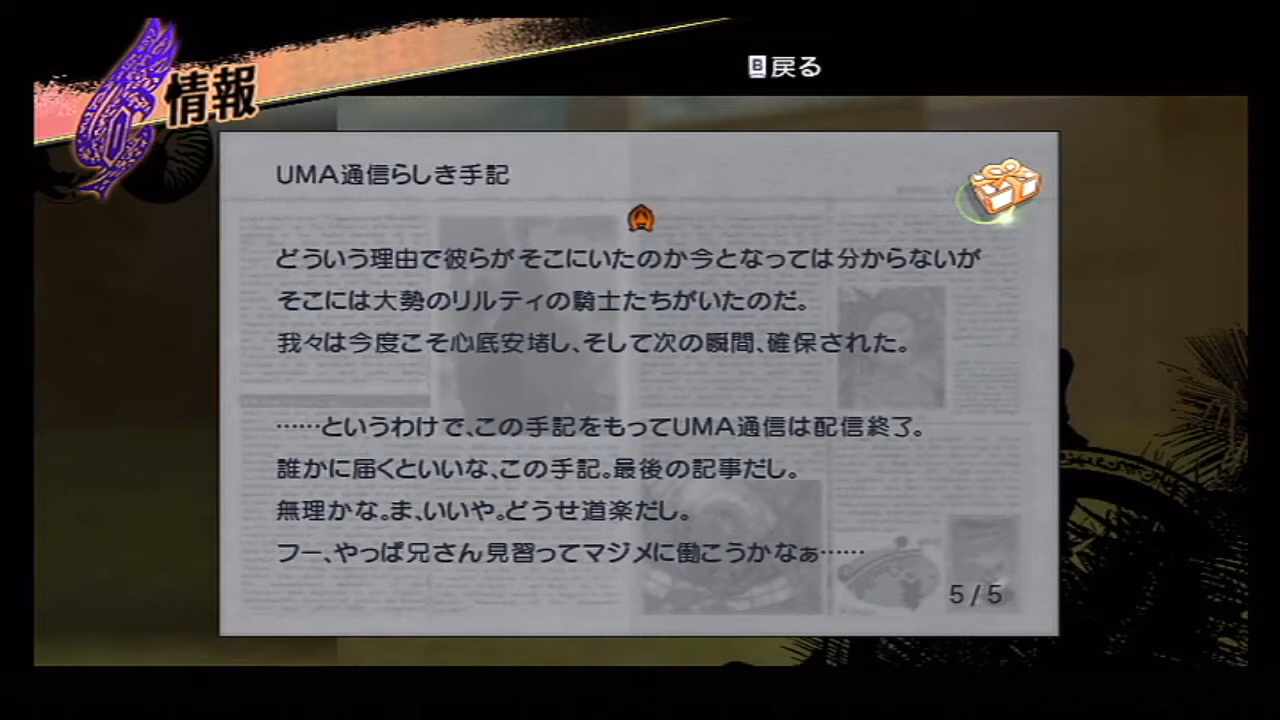 情報
B戻る
UMA通信らしき手記
どういう理由で彼らがそこにいたのか今となっては分からないが
そこには大勢のリルティの騎士たちがいたのだ。
我々は今度こそ心底安堵し、そして次の瞬間、確保された。
……というわけで、この手記をもってUMA通信は配信終了。
誰かに届くといいな、この手記。最後の記事だし。
無理かな。ま、いいや。どうせ道楽だし。
フー、やっぱ兄さん見習ってマジメに働こうかなぁ……
5/5